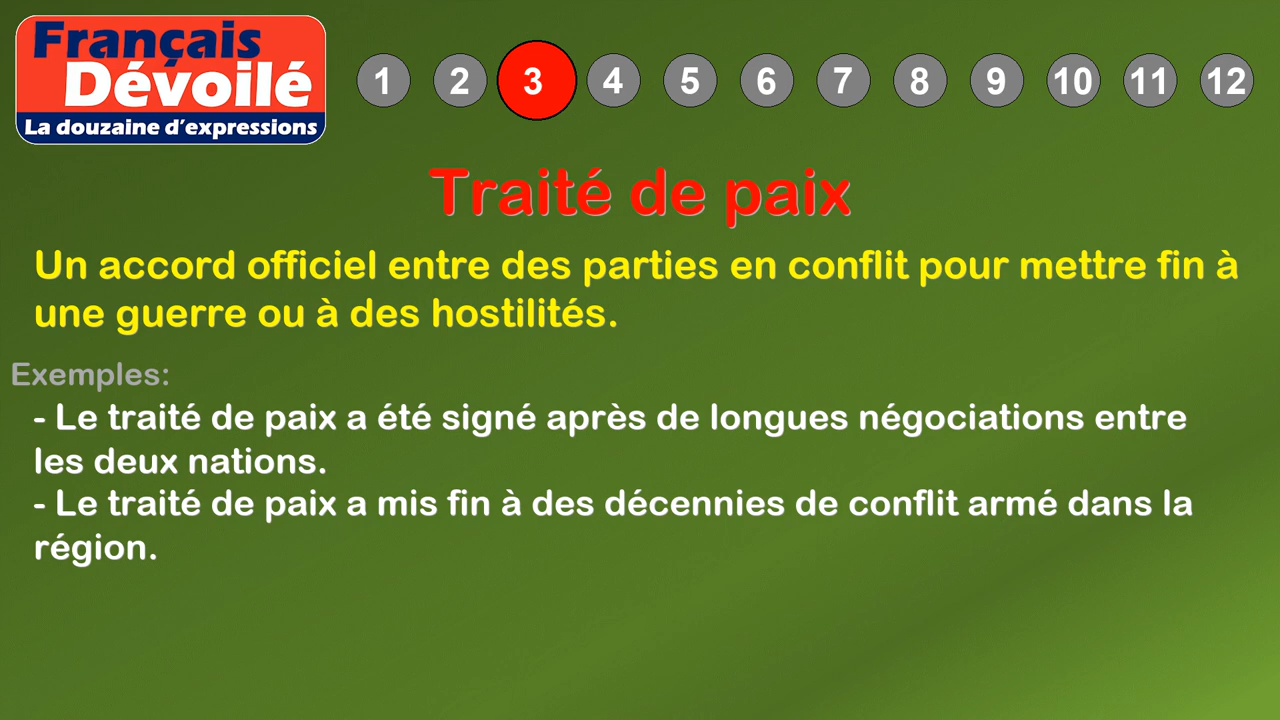 Français
Dévoilé
La douzaine d'expressions
1 2 3 4 5 6 7 8 9 10 11 12
Traité de paix
Un accord officiel entre des parties en conflit pour mettre fin à
une guerre ou à des hostilités.
Exemples:
- Le traité de paix a été signé après de longues négociations entre
les deux nations.
- Le traité de paix a mis fin à des décennies de conflit armé dans la
région.